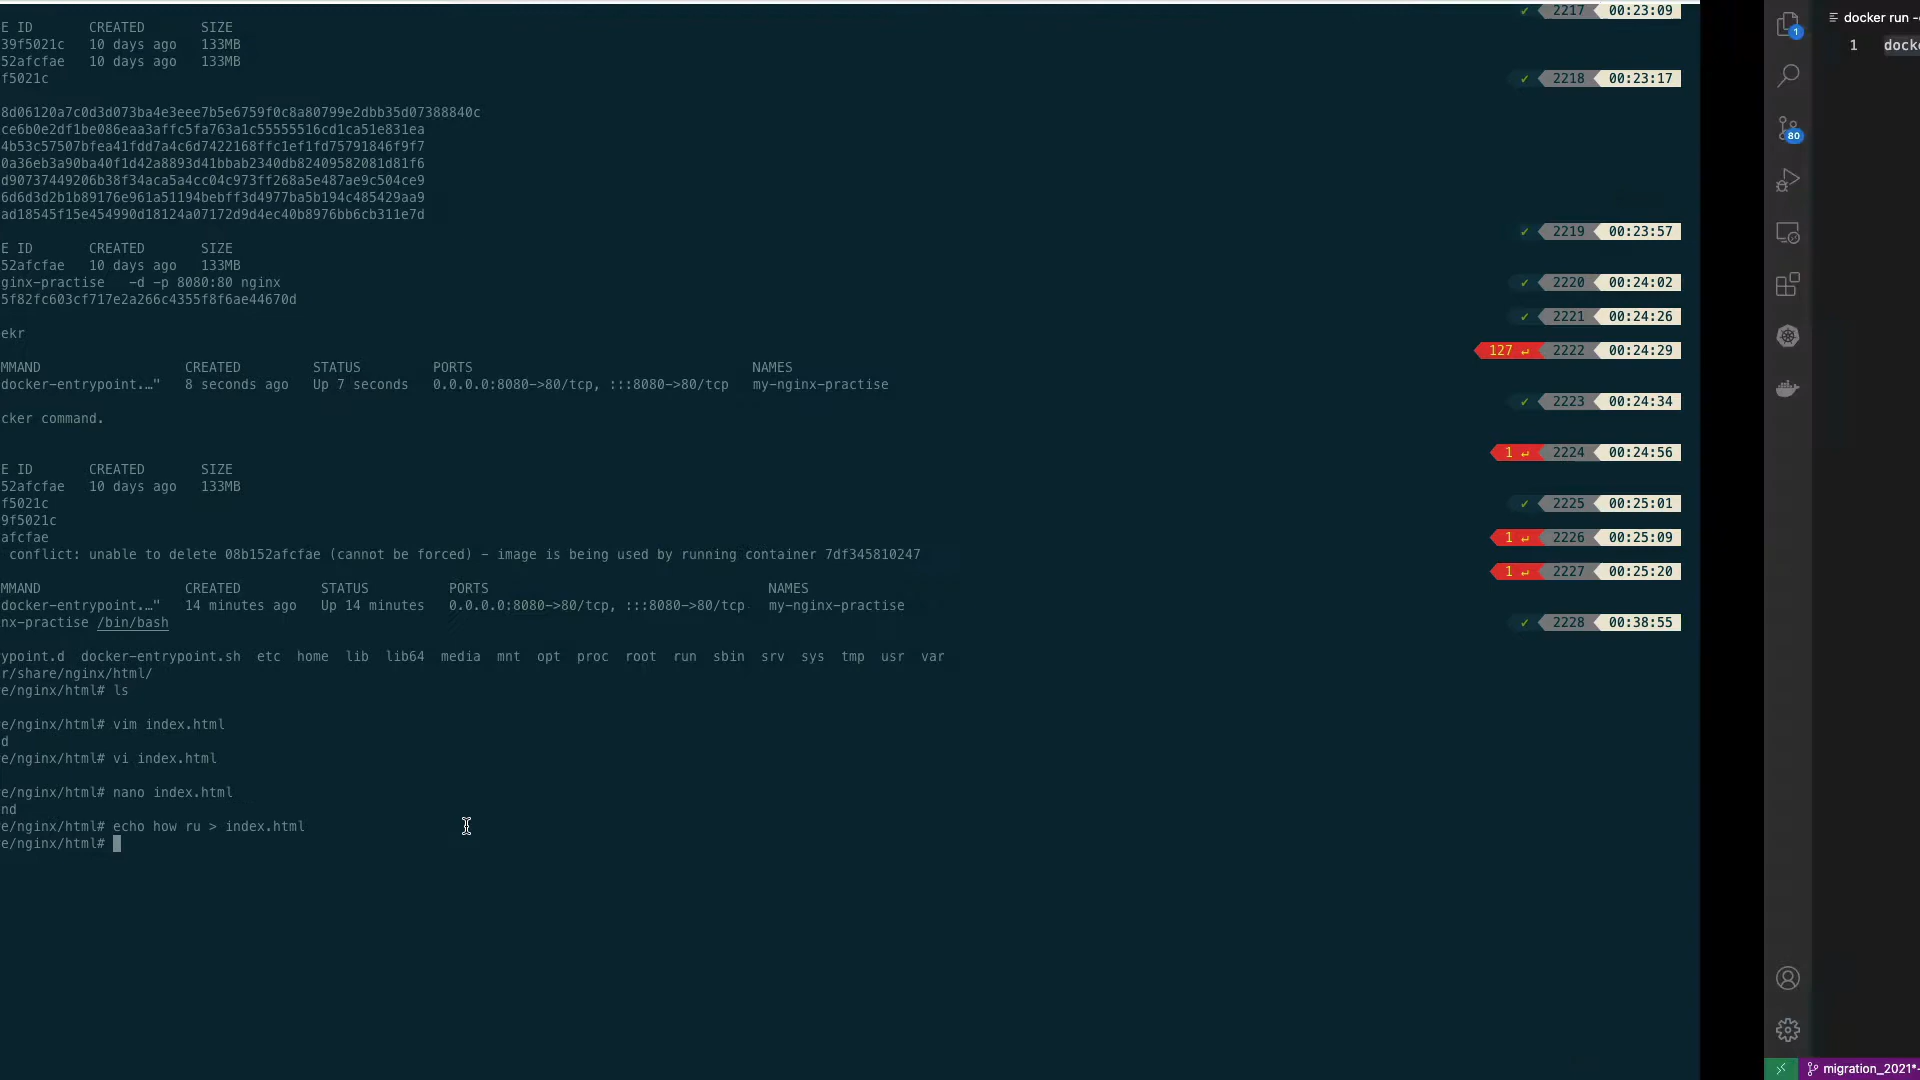 ✓ 2217 00:23:09
E ID CREATED SIZE
39f5021c 10 days ago 133MB
52afcfae 10 days ago 133MB
f5021c ✓ 2218 00:23:17
8d06120a7c0d3d073ba4e3eee7b5e6759f0c8a80799e2dbb35d07388840c
ce6b0e2df1be086eaa3affc5fa763a1c55555516cd1ca51e831ea
4b53c57507bfea41fdd7a4c6d7422168ffc1ef1fd75791846f9f7
0a36eb3a90ba40f1d42a8893d41bbab2340db82409582081d81f6
d90737449206b38f34aca5a4cc04c973ff268a5e487ae9c504ce9
6d6d3d2b1b89176e961a51194bebff3d4977ba5b194c485429aa9
ad18545f15e454990d18124a07172d9d4ec40b8976bb6cb311e7d
✓ 2219 00:23:57
E ID CREATED SIZE
52afcfae 10 days ago 133MB
ginx-practise -d -p 8080:80 nginx ✓ 2220 00:24:02
5f82fc603cf717e2a266c4355f8f6ae44670d
✓ 2221 00:24:26
ekr
127 ↵ 2222 00:24:29
MMAND CREATED STATUS PORTS NAMES
docker-entrypoint.…" 8 seconds ago Up 7 seconds 0.0.0.0:8080->80/tcp, :::8080->80/tcp my-nginx-practise
✓ 2223 00:24:34
cker command.
1 ↵ 2224 00:24:56
E ID CREATED SIZE
52afcfae 10 days ago 133MB
f5021c ✓ 2225 00:25:01
9f5021c
afcfae 1 ↵ 2226 00:25:09
conflict: unable to delete 08b152afcfae (cannot be forced) - image is being used by running container 7df345810247
1 ↵ 2227 00:25:20
MMAND CREATED STATUS PORTS NAMES
docker-entrypoint.…" 14 minutes ago Up 14 minutes 0.0.0.0:8080->80/tcp, :::8080->80/tcp my-nginx-practise
nx-practise /bin/bash ✓ 2228 00:38:55
ypoint.d docker-entrypoint.sh etc home lib lib64 media mnt opt proc root run sbin srv sys tmp usr var
r/share/nginx/html/
e/nginx/html# ls
e/nginx/html# vim index.html
d
e/nginx/html# vi index.html
e/nginx/html# nano index.html
nd
e/nginx/html# echo how ru > index.html
e/nginx/html#
docker run -
1 dock
1
80
migration_2021*